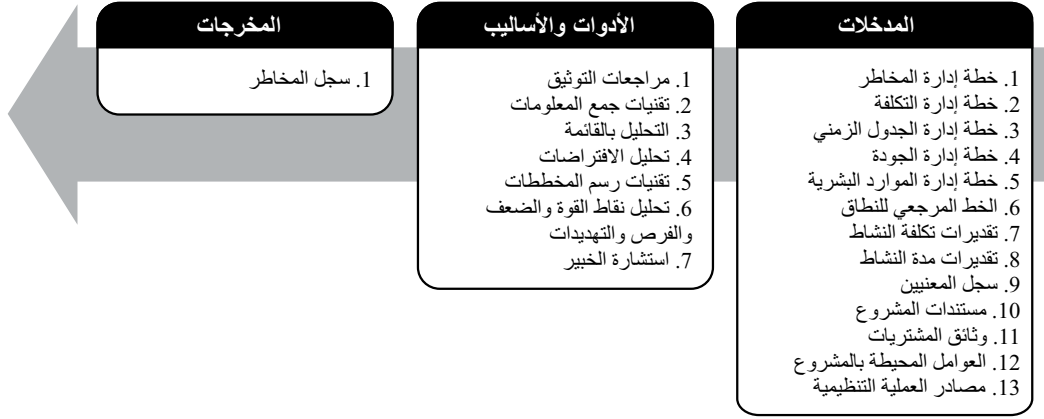 المدخلات
1. خطة إدارة المخاطر
2. خطة إدارة التكلفة
3. خطة إدارة الجدول الزمني
4. خطة إدارة الجودة
5. خطة إدارة الموارد البشرية
6. الخط المرجعي للنطاق
7. تقديرات تكلفة النشاط
8. تقديرات مدة النشاط
9. سجل المعنيين
10. مستندات المشروع
11. وثائق المشتريات
12. العوامل المحيطة بالمشروع
13. مصادر العملية التنظيمية
الأدوات والأساليب
1. مراجعات التوثيق
2. تقنيات جمع المعلومات
3. التحليل بالقائمة
4. تحليل الافتراضات
5. تقنيات رسم المخططات
6. تحليل نقاط القوة والضعف
والفرص والتهديدات
7. استشارة الخبير
المخرجات
1. سجل المخاطر